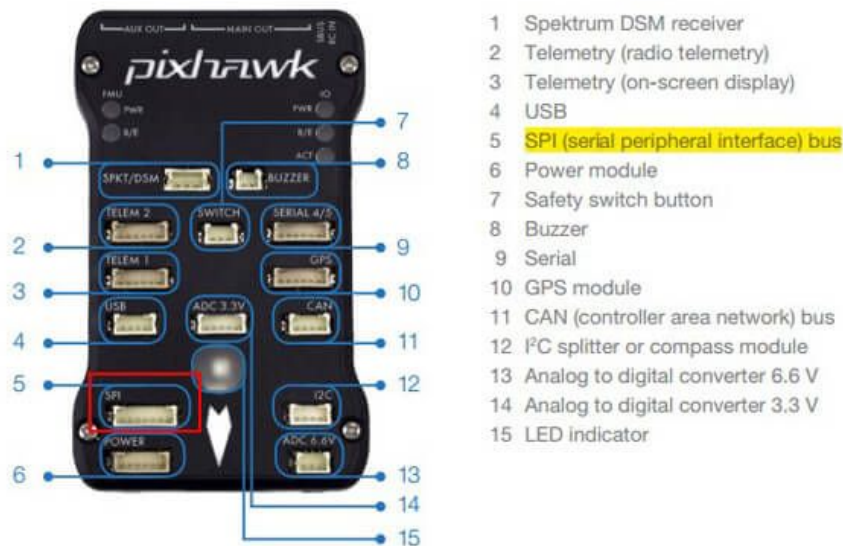 AUX OUT MAIN OUT SBUS
RC IN
pixhawk
FMU IO
PWR PWR
B/E B/E
ACT
7
1 8
SPKT/DSM BUZZER
TELEM 2 SWITCH SERIAL 4/5
2 9
TELEM 1 GPS
3 10
USB ADC 3.3V CAN
4 11
5 12
SPI I2C
POWER ADC 6.6V
6 13
14
15
1 Spektrum DSM receiver
2 Telemetry (radio telemetry)
3 Telemetry (on-screen display)
4 USB
5 SPI (serial peripheral interface) bus
6 Power module
7 Safety switch button
8 Buzzer
9 Serial
10 GPS module
11 CAN (controller area network) bus
12 I²C splitter or compass module
13 Analog to digital converter 6.6 V
14 Analog to digital converter 3.3 V
15 LED indicator